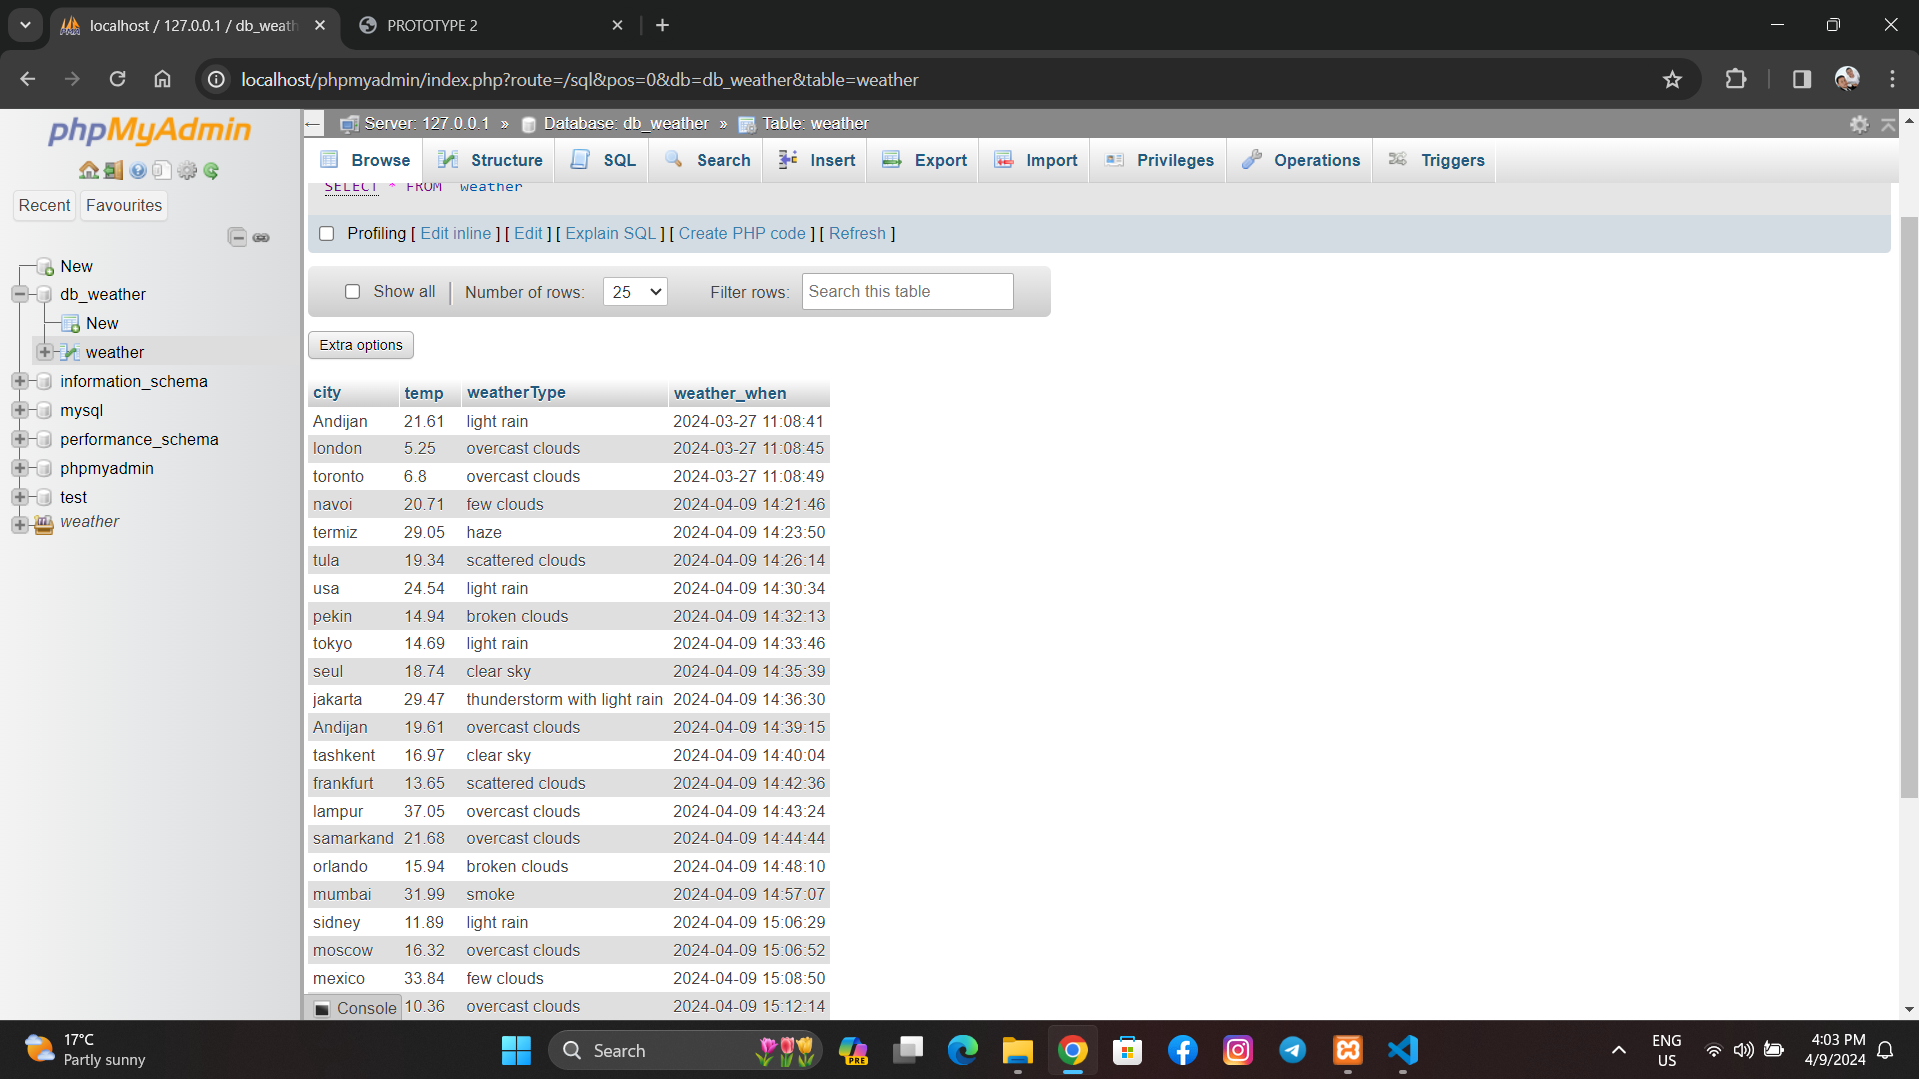 localhost / 127.0.0.1 / db_weath
PROTOTYPE 2
localhost/phpmyadmin/index.php?route=/sql&pos=0&db=db_weather&table=weather
phpMyAdmin
Recent
Favourites
New
db_weather
New
weather
information_schema
mysql
performance_schema
phpmyadmin
test
weather
Server: 127.0.0.1 » Database: db_weather » Table: weather
Browse Structure SQL Search Insert Export Import Privileges Operations Triggers
SELECT * FROM weather
Profiling [ Edit inline ] [ Edit ] [ Explain SQL ] [ Create PHP code ] [ Refresh ]
Show all Number of rows: 25 Filter rows: Search this table
Extra options
city temp weatherType weather_when
Andijan 21.61 light rain 2024-03-27 11:08:41
london 5.25 overcast clouds 2024-03-27 11:08:45
toronto 6.8 overcast clouds 2024-03-27 11:08:49
navoi 20.71 few clouds 2024-04-09 14:21:46
termiz 29.05 haze 2024-04-09 14:23:50
tula 19.34 scattered clouds 2024-04-09 14:26:14
usa 24.54 light rain 2024-04-09 14:30:34
pekin 14.94 broken clouds 2024-04-09 14:32:13
tokyo 14.69 light rain 2024-04-09 14:33:46
seul 18.74 clear sky 2024-04-09 14:35:39
jakarta 29.47 thunderstorm with light rain 2024-04-09 14:36:30
Andijan 19.61 overcast clouds 2024-04-09 14:39:15
tashkent 16.97 clear sky 2024-04-09 14:40:04
frankfurt 13.65 scattered clouds 2024-04-09 14:42:36
lampur 37.05 overcast clouds 2024-04-09 14:43:24
samarkand 21.68 overcast clouds 2024-04-09 14:44:44
orlando 15.94 broken clouds 2024-04-09 14:48:10
mumbai 31.99 smoke 2024-04-09 14:57:07
sidney 11.89 light rain 2024-04-09 15:06:29
moscow 16.32 overcast clouds 2024-04-09 15:06:52
mexico 33.84 few clouds 2024-04-09 15:08:50
Console 10.36 overcast clouds 2024-04-09 15:12:14
17°C
Partly sunny
Search
PRE
ENG
US
4:03 PM
4/9/2024